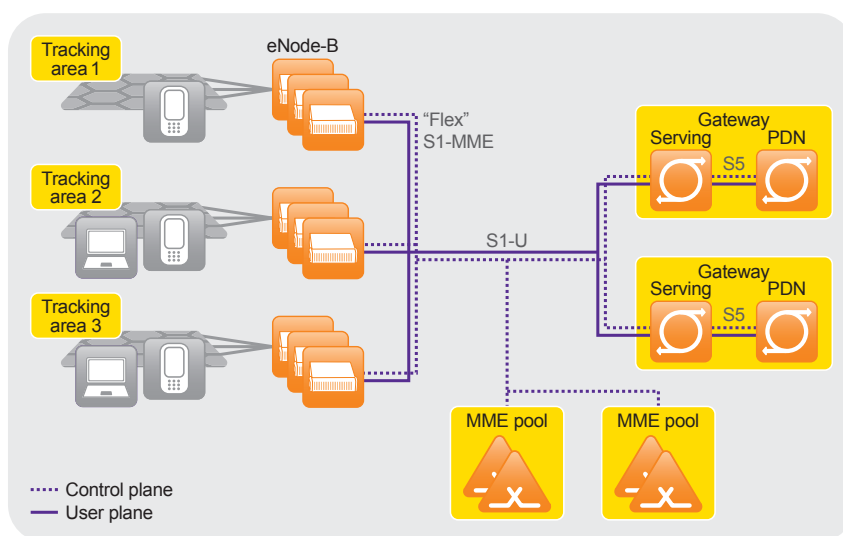 Tracking
area 1
eNode-B
"Flex"
S1-MME
Gateway
Serving PDN
S5
Tracking
area 2
S1-U
Gateway
Serving PDN
S5
Tracking
area 3
MME pool
MME pool
Control plane
User plane